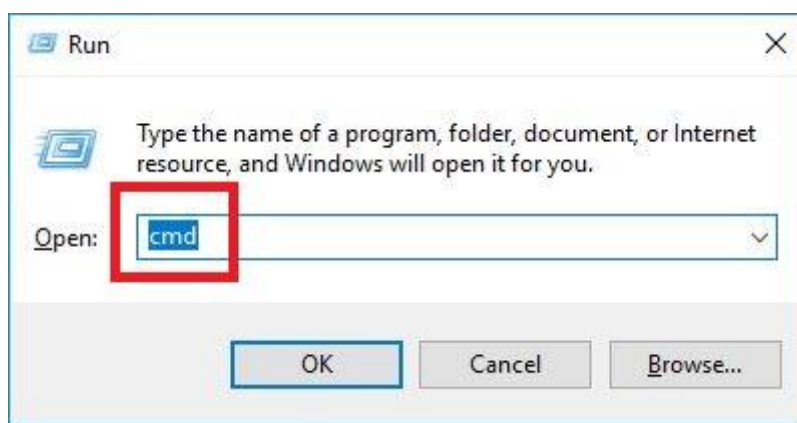 Run
Type the name of a program, folder, document, or Internet
resource, and Windows will open it for you.
Open: cmd
OK Cancel Browse...